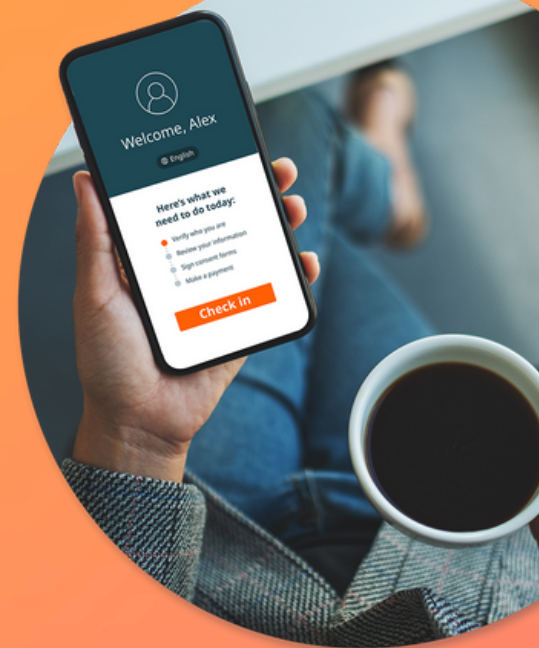 Welcome, Alex
English
Here's what we
need to do today:
Verify who you are
Review your information
Sign consent forms
Make a payment
Check in